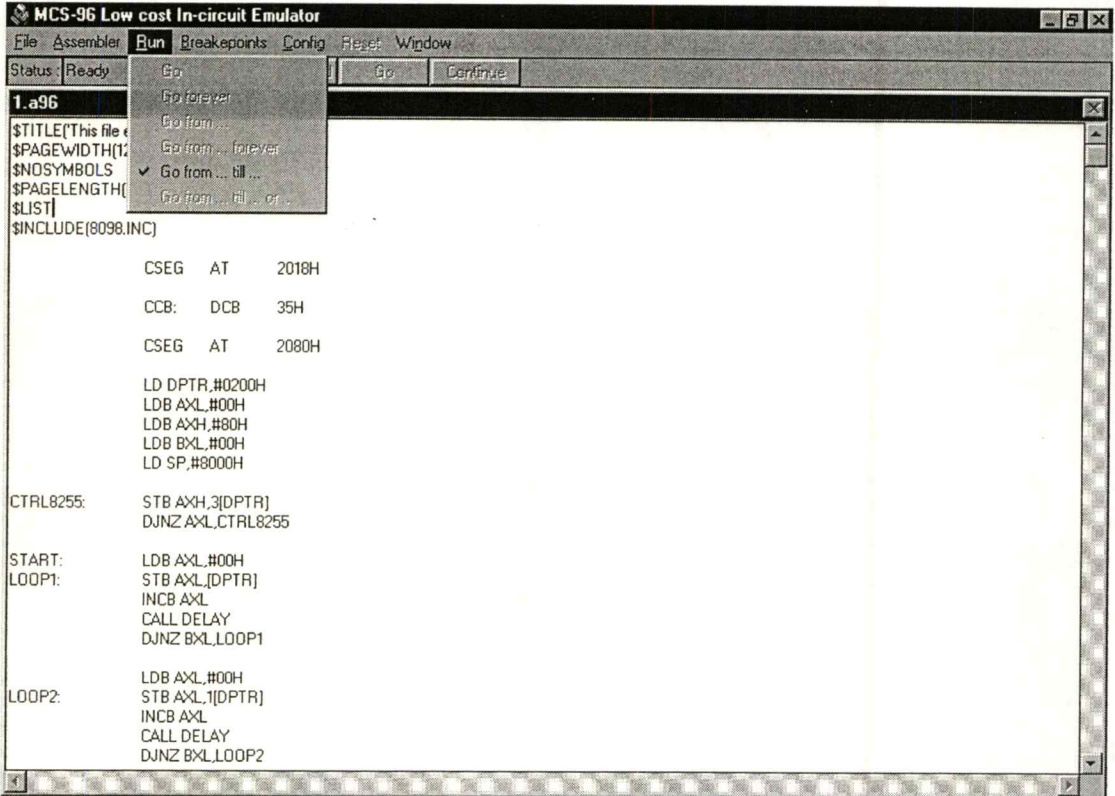 MCS-96 Low cost In-circuit Emulator
File Assembler Run Breakepoints Config Reset Window
Status : Ready Go Continue
Go
Go forever
Go from ...
Go from ... forever
✔ Go from ... till ...
Go from ... till ... or ...
1.a96
$TITLE('This file
$PAGEWIDTH(12
$NOSYMBOLS
$PAGELENGTH(
$LIST
$INCLUDE(8098.INC)
CSEG AT 2018H
CCB: DCB 35H
CSEG AT 2080H
LD DPTR,#0200H
LDB AXL,#00H
LDB AXH,#80H
LDB BXL,#00H
LD SP,#8000H
CTRL8255: STB AXH,3[DPTR]
DJNZ AXL,CTRL8255
START: LDB AXL,#00H
LOOP1: STB AXL,[DPTR]
INCB AXL
CALL DELAY
DJNZ BXL,LOOP1
LDB AXL,#00H
LOOP2: STB AXL,1[DPTR]
INCB AXL
CALL DELAY
DJNZ BXL,LOOP2